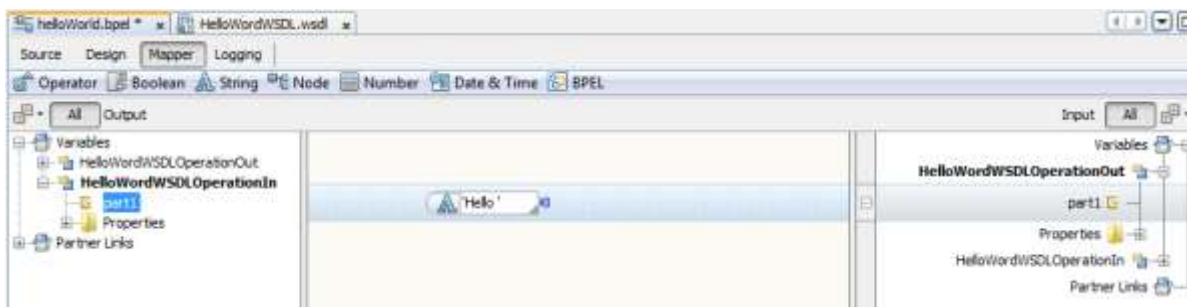 helloWorld.bpel * HelloWordWSDL.wsdl
Source Design Mapper Logging
Operator Boolean String Node Number Date & Time BPEL
All Output Input All
Variables
HelloWordWSDLOperationOut
HelloWordWSDLOperationIn
part1
Properties
Partner Links
'Hello '
Variables
HelloWordWSDLOperationOut
part1
Properties
HelloWordWSDLOperationIn
Partner Links